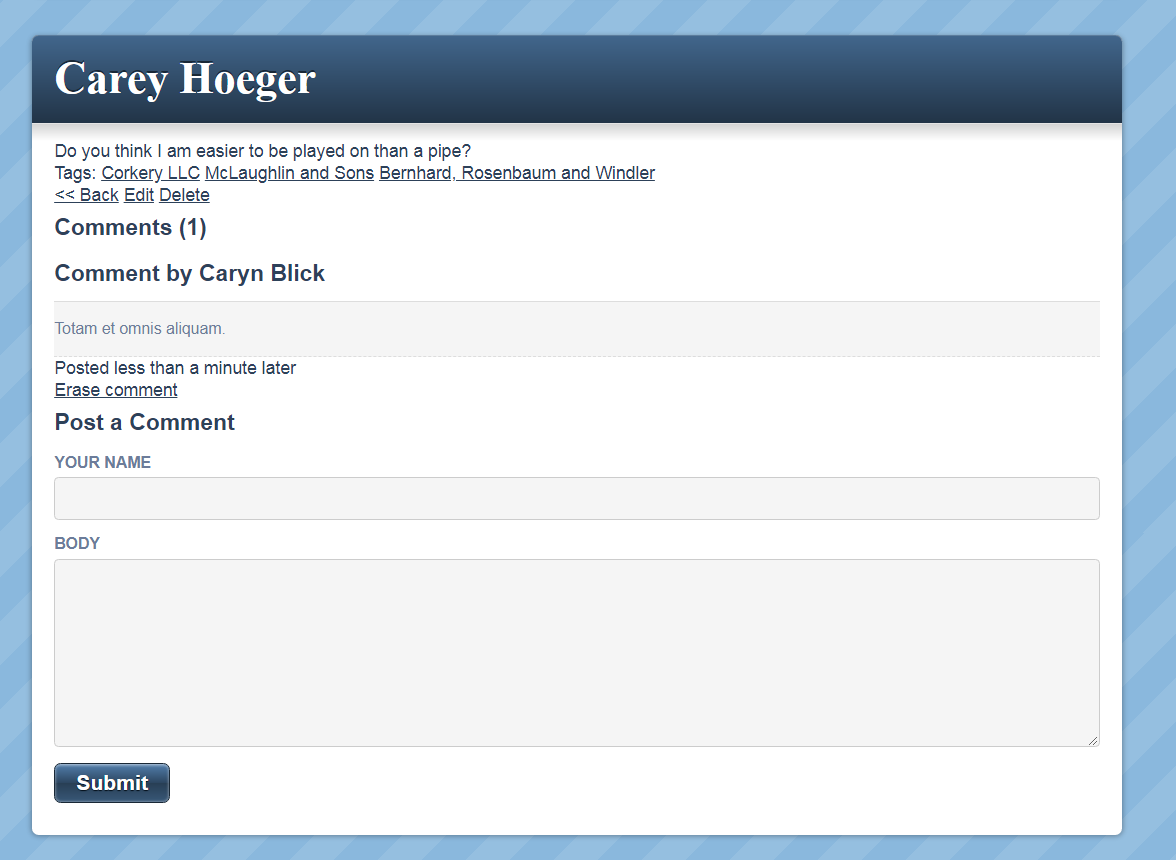 Carey Hoeger
Do you think I am easier to be played on than a pipe?
Tags: Corkery LLC McLaughlin and Sons Bernhard, Rosenbaum and Windler
<< Back Edit Delete
Comments (1)
Comment by Caryn Blick
Totam et omnis aliquam.
Posted less than a minute later
Erase comment
Post a Comment
YOUR NAME
BODY
Submit